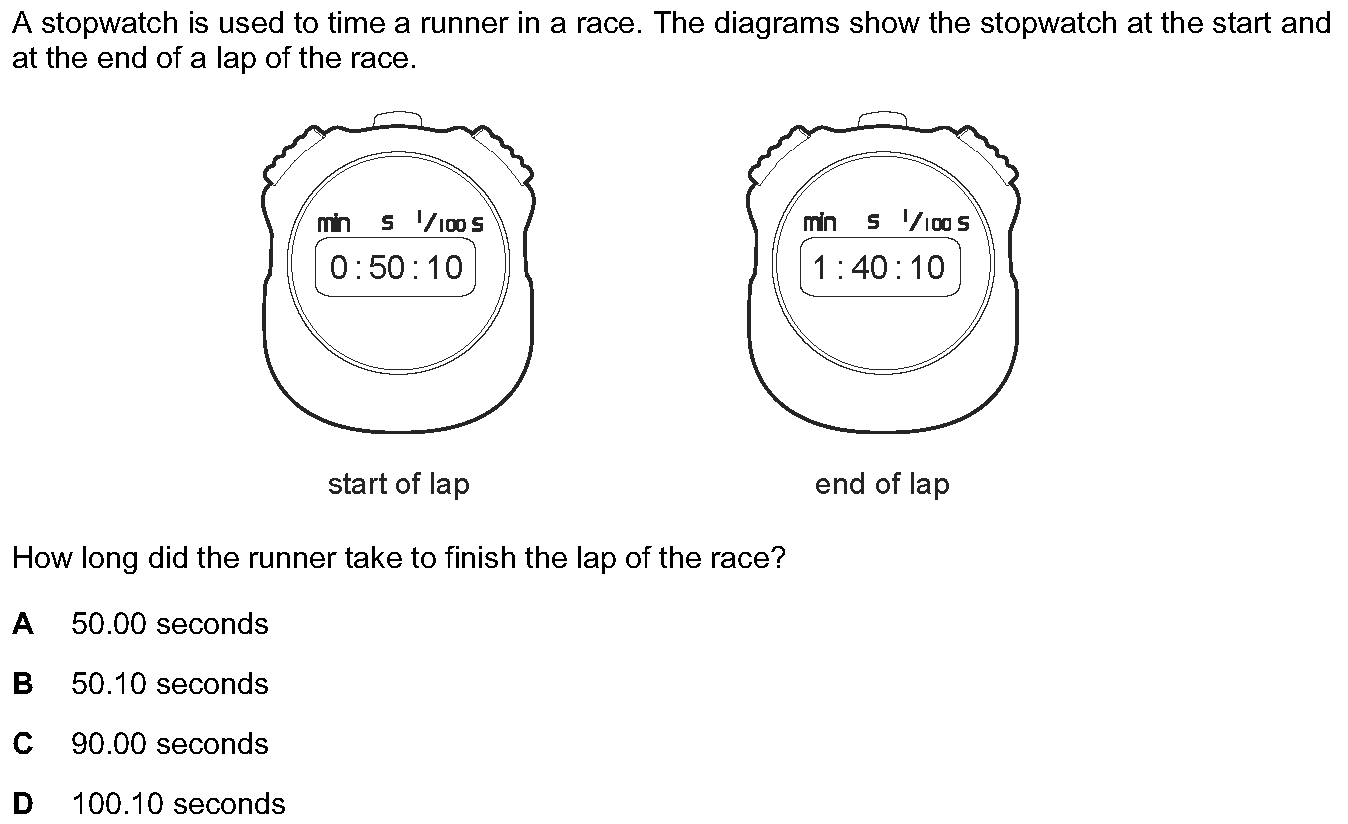 A stopwatch is used to time a runner in a race. The diagrams show the stopwatch at the start and
at the end of a lap of the race.
min s 1/100 s
0:50:10
min s 1/100 s
1:40:10
start of lap
end of lap
How long did the runner take to finish the lap of the race?
A 50.00 seconds
B 50.10 seconds
C 90.00 seconds
D 100.10 seconds